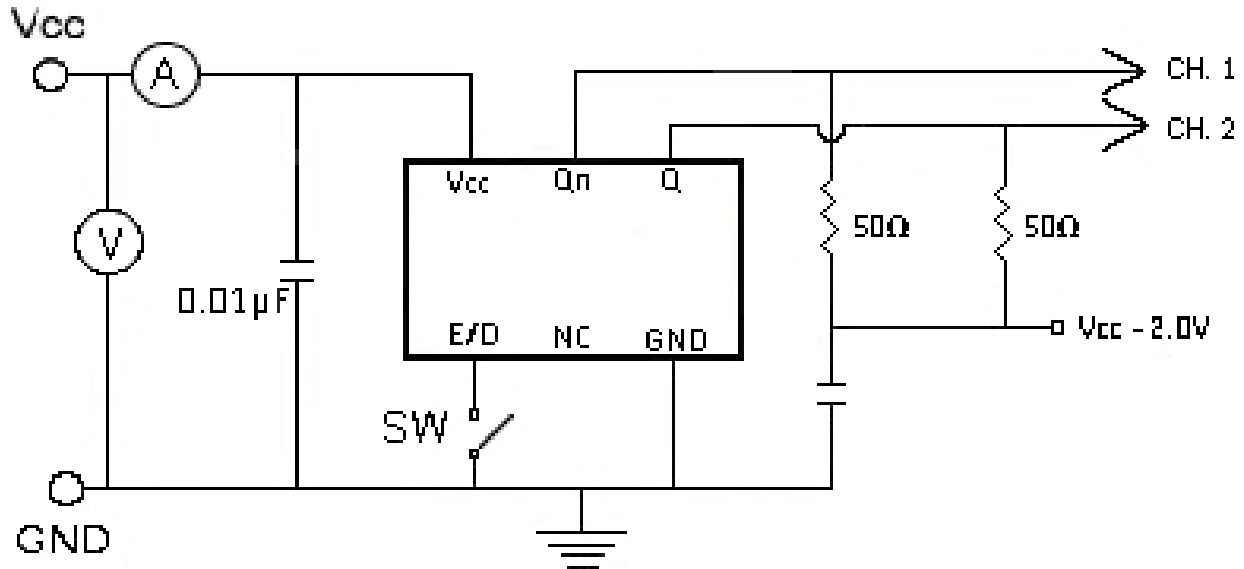 Vcc
A
CH. 1
CH. 2
Vcc
Qn
Q
V
50Ω
50Ω
0.01µF
E/D
NC
GND
Vcc -2.0V
SW
GND